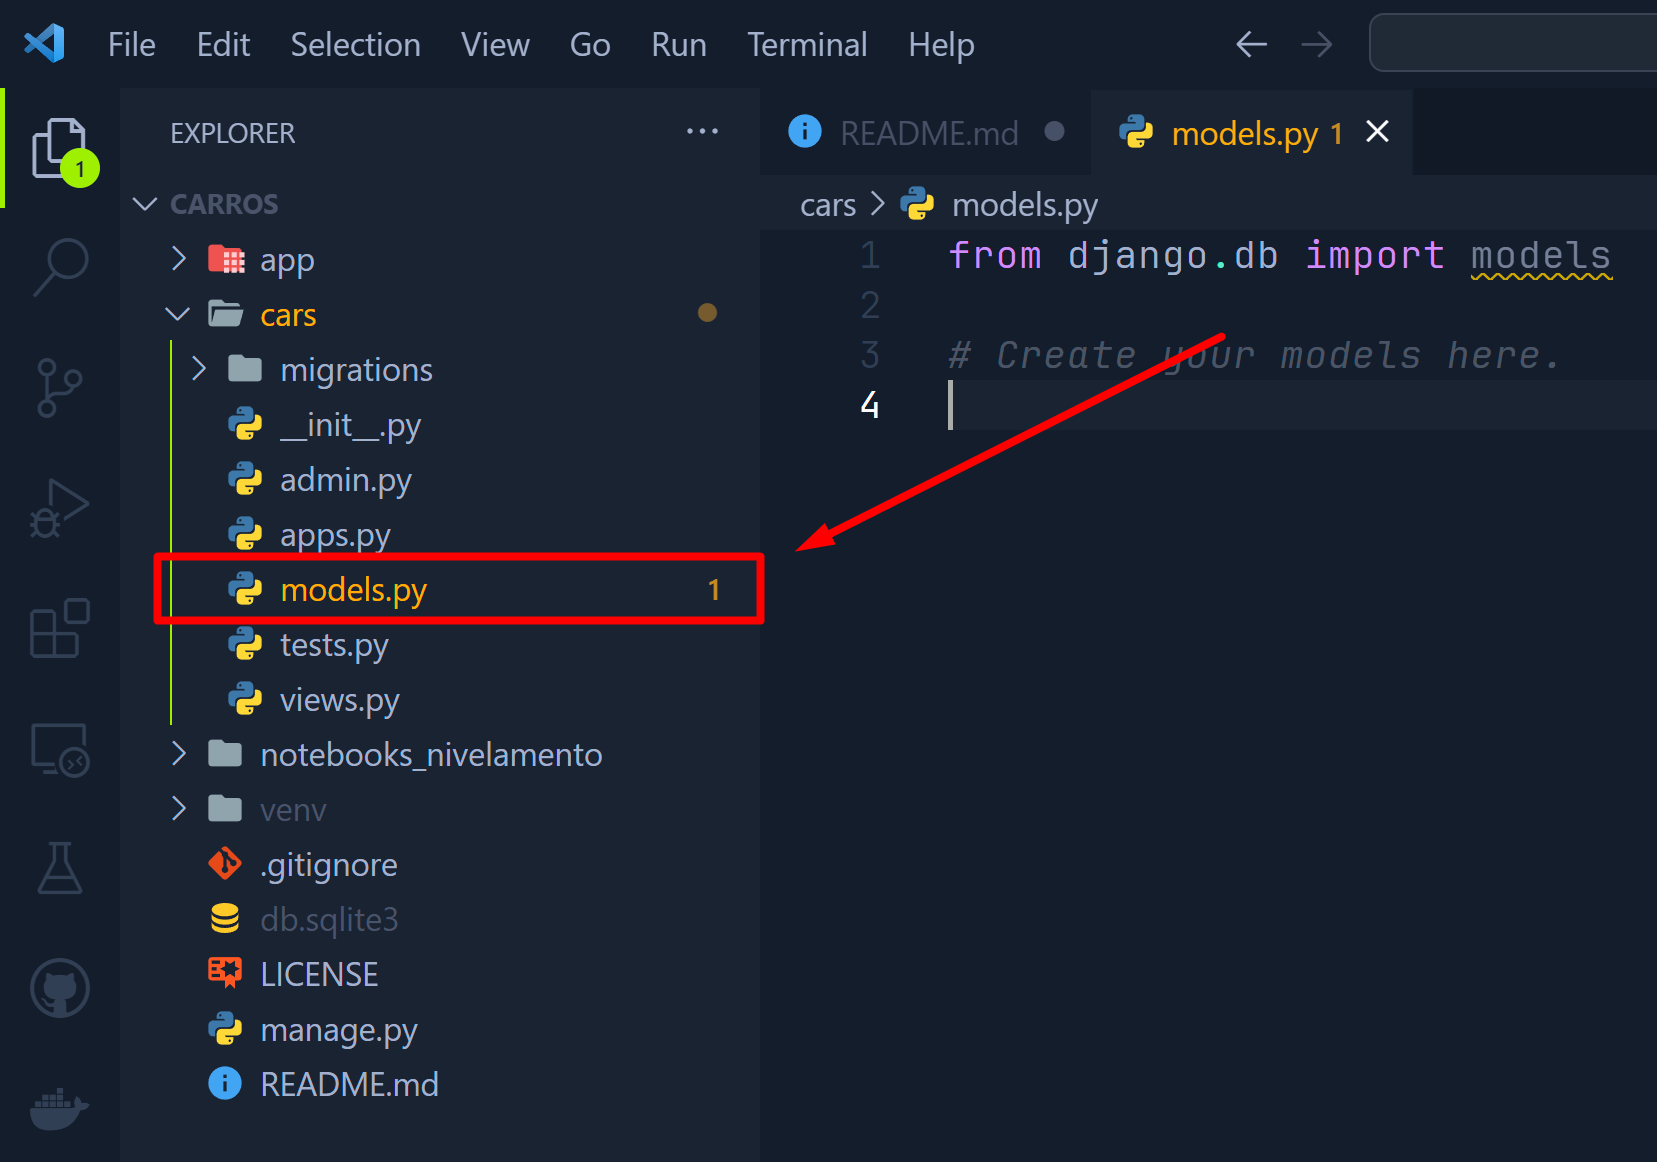 File Edit Selection View Go Run Terminal Help
EXPLORER
1
CARROS
app
cars
migrations
__init__.py
admin.py
apps.py
models.py 1
tests.py
views.py
notebooks_nivelamento
venv
.gitignore
db.sqlite3
LICENSE
manage.py
README.md
README.md
models.py 1
cars > models.py
1 from django.db import models
2
3 # Create your models here.
4